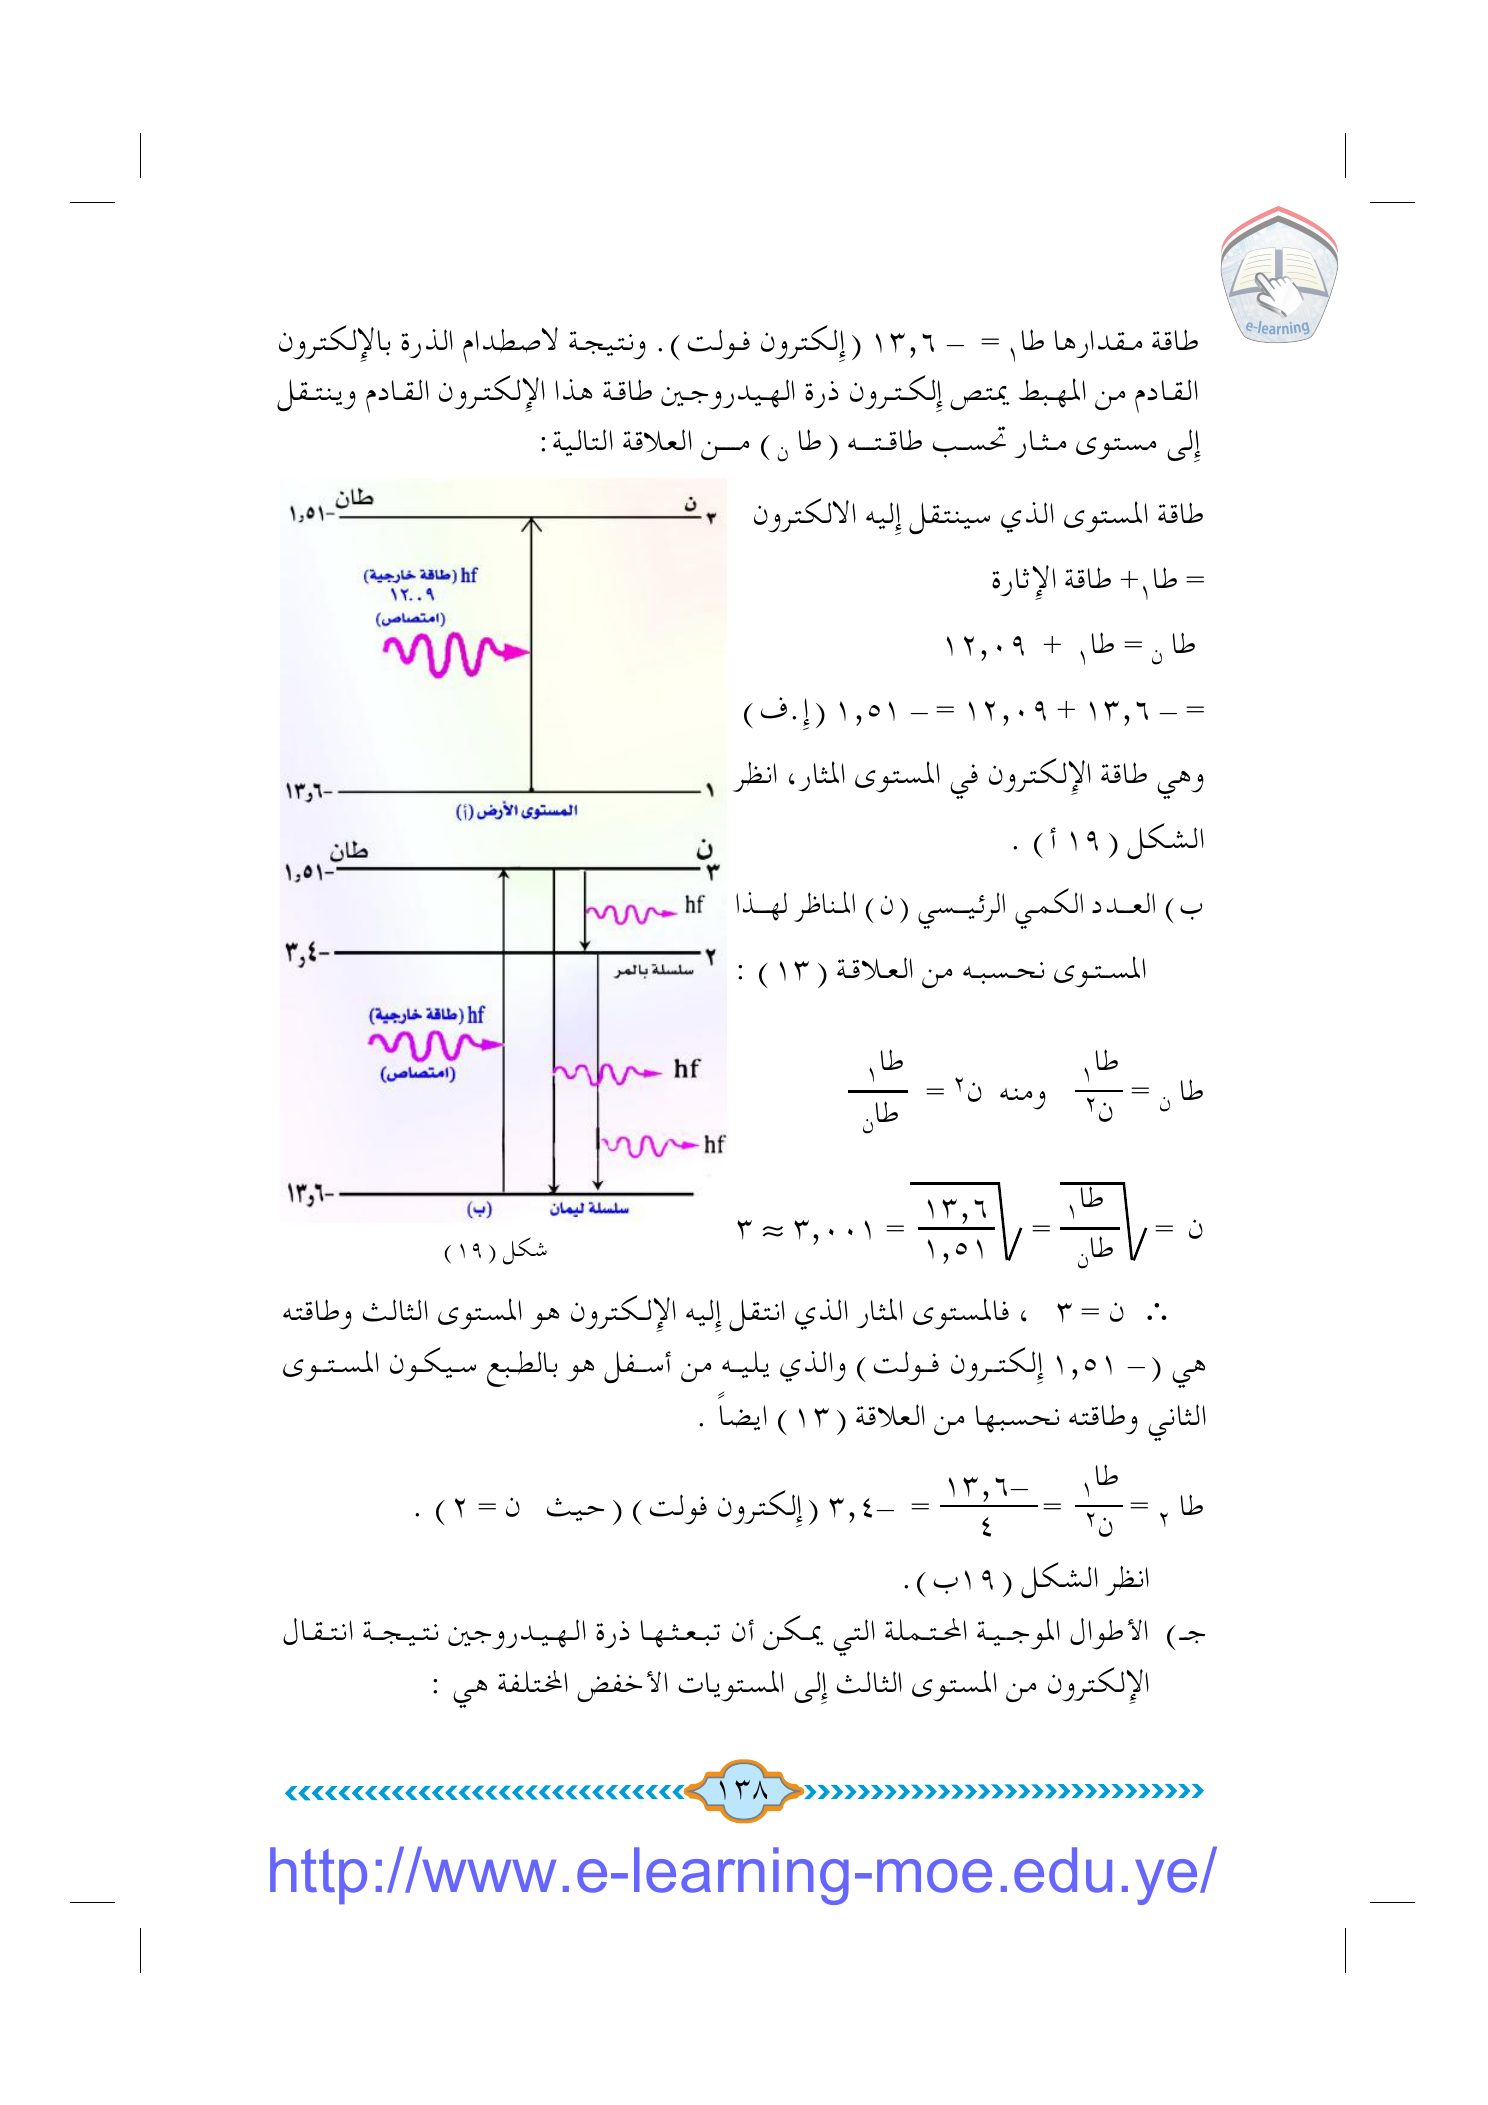 e-learning
طاقة مقدارها طا١ = – ١٣,٦ (إلكترون فولت). ونتيجة لاصطدام الذرة بالإلكترون
القادم من المهبط يمتص إلكترون ذرة الهيدروجين طاقة هذا الإلكترون القادم وينتقل
إلى مستوى مثار تحسب طاقته (طا ن) من العلاقة التالية:
طاقة المستوى الذي سينتقل إليه الالكترون
= طا١+ طاقة الإثارة
طا ن = طا١ + ١٢,٠٩
= – ١٣,٦ + ١٢,٠٩ = – ١,٥١ (إ.ف)
وهي طاقة الإلكترون في المستوى المثار، انظر
الشكل (١٩ أ) .
ب) العدد الكمي الرئيسي (ن) المناظر لهذا
المستوى نحسبه من العلاقة (١٣) :
طا ن = طا١ / ن٢ ومنه ن٢ = طا١ / طان
ن = √(طا١ / طان) = √(١٣,٦ / ١,٥١) = ٣,٠٠١ ≈ ٣
طان
ن
-١,٥١
٣
hf (طاقة خارجية)
١٢..٩
(امتصاص)
-١٣,٦
١
المستوى الأرض (أ)
طان
ن
-١,٥١
٣
hf
-٣,٤
٢
سلسلة بالمر
hf (طاقة خارجية)
(امتصاص)
hf
hf
-١٣,٦
(ب)
سلسلة ليمان
شكل (١٩)
∴ ن = ٣ ، فالمستوى المثار الذي انتقل إليه الإلكترون هو المستوى الثالث وطاقته
هي (– ١,٥١ إلكترون فولت) والذي يليه من أسفل هو بالطبع سيكون المستوى
الثاني وطاقته نحسبها من العلاقة (١٣) ايضاً .
طا ٢ = طا١ / ن٢ = –١٣,٦ / ٤ = –٣,٤ (إلكترون فولت) (حيث ن = ٢) .
انظر الشكل (١٩ب).
جـ) الأطوال الموجية المحتملة التي يمكن أن تبعثها ذرة الهيدروجين نتيجة انتقال
الإلكترون من المستوى الثالث إلى المستويات الأخفض المختلفة هي :
١٣٨
http://www.e-learning-moe.edu.ye/